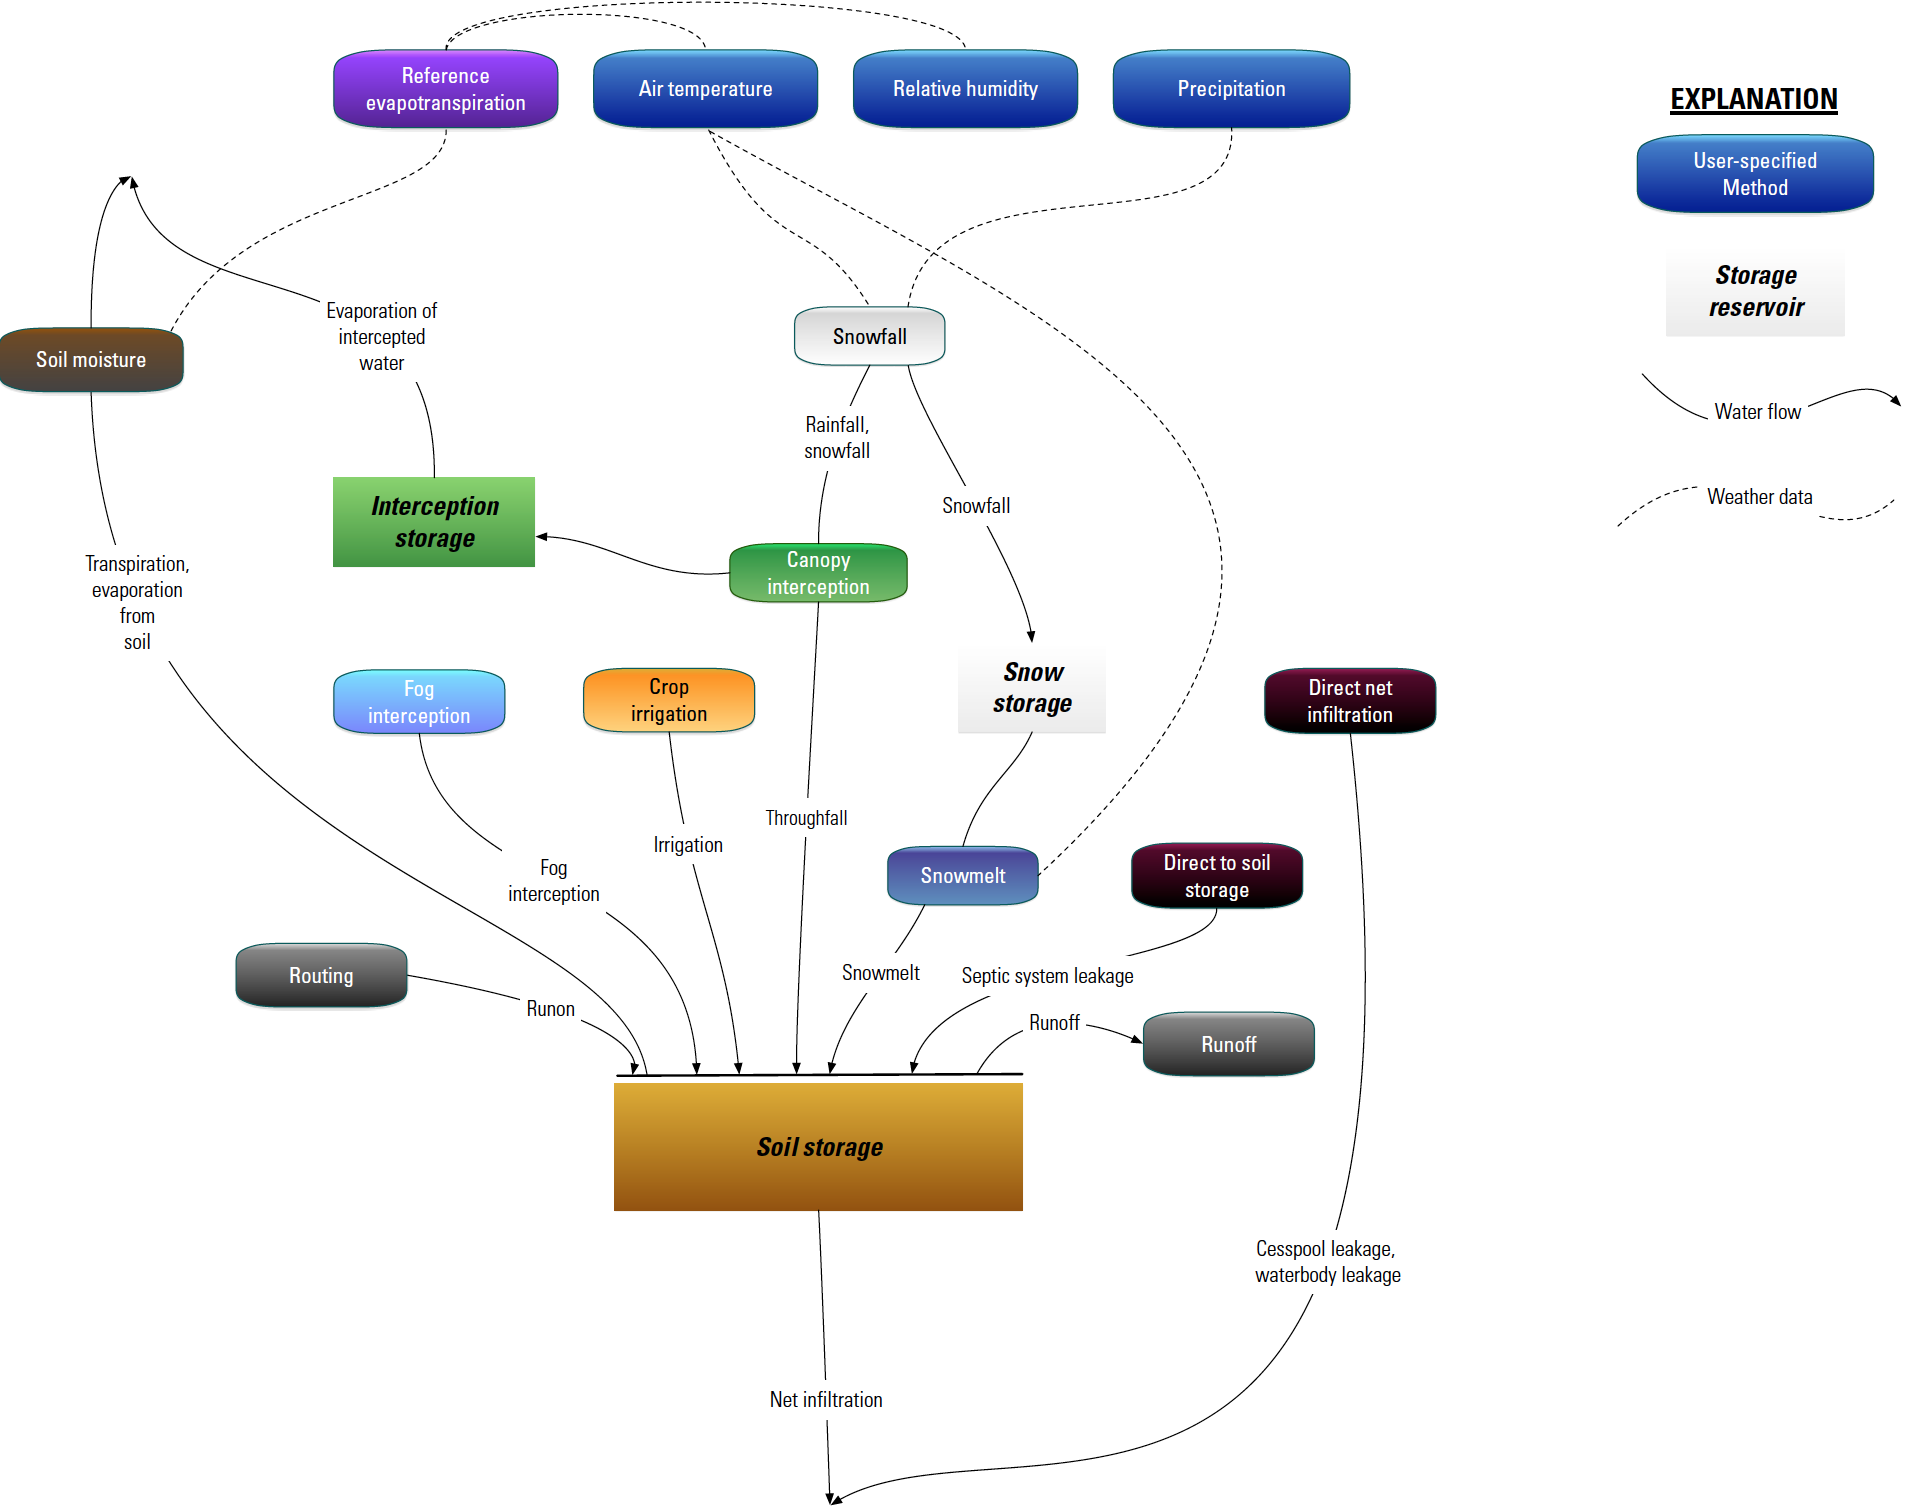 Reference
evapotranspiration
Air temperature
Relative humidity
Precipitation
EXPLANATION
User-specified
Method
Storage
reservoir
Water flow
Weather data
Evaporation of
intercepted
water
Soil moisture
Snowfall
Rainfall,
snowfall
Snowfall
Interception
storage
Canopy
interception
Transpiration,
evaporation
from
soil
Fog
interception
Crop
irrigation
Snow
storage
Direct net
infiltration
Throughfall
Irrigation
Fog
interception
Snowmelt
Direct to soil
storage
Routing
Runon
Snowmelt
Septic system leakage
Runoff
Runoff
Soil storage
Cesspool leakage,
waterbody leakage
Net infiltration